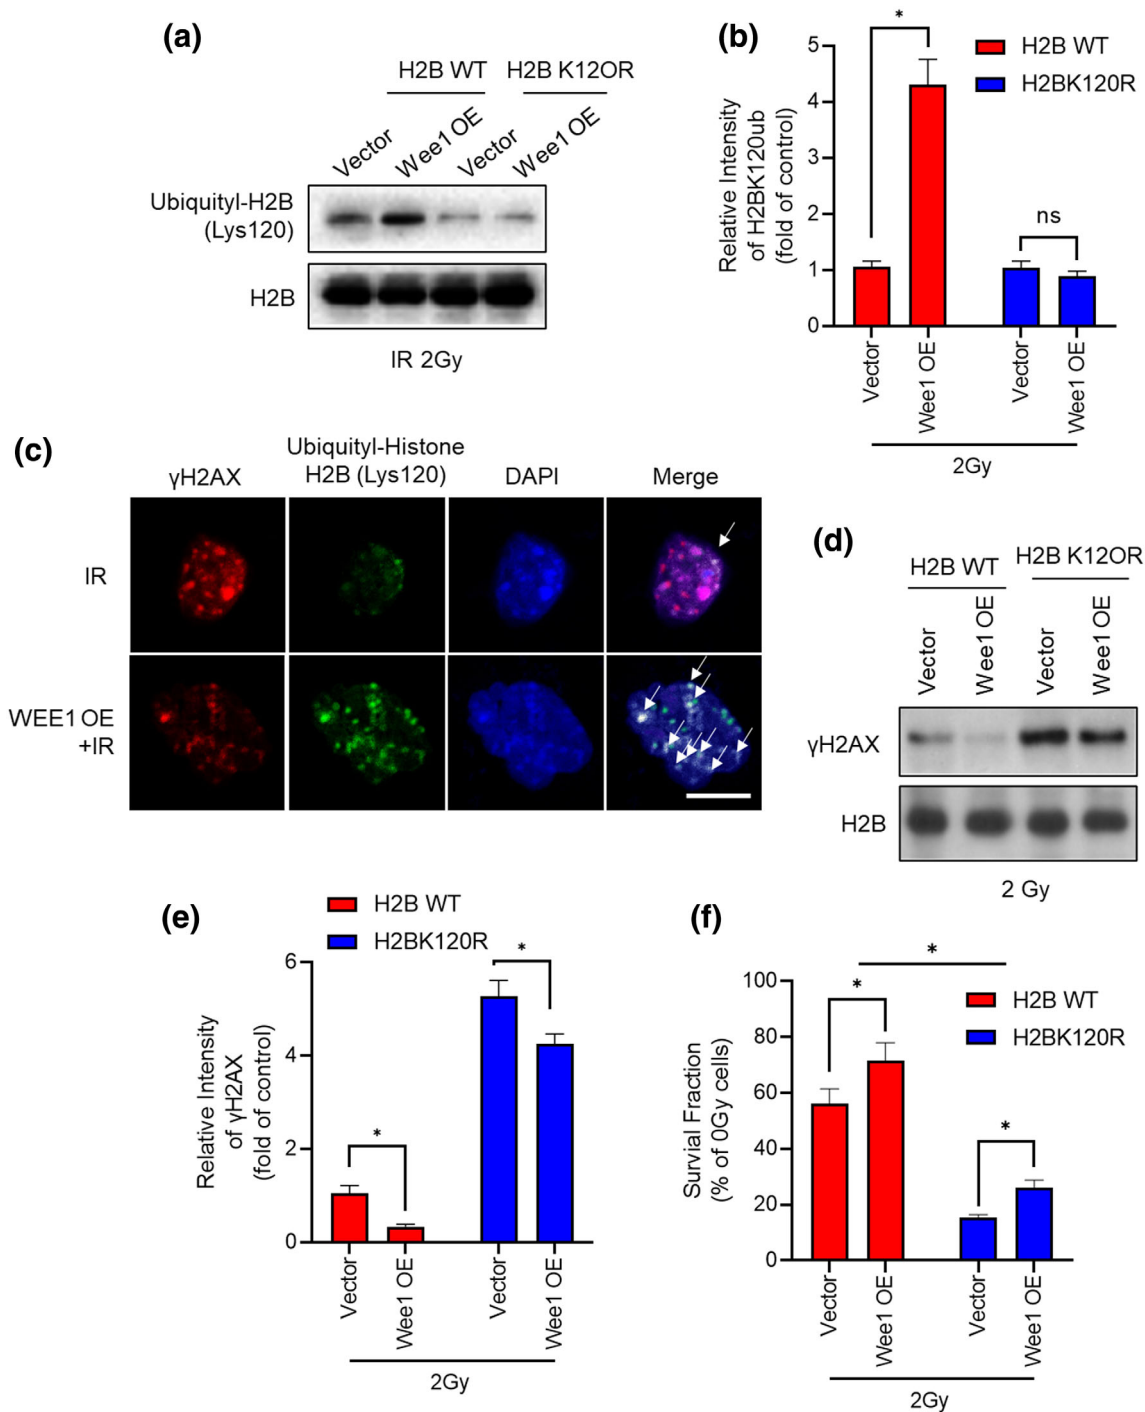 (a)
H2B WT
H2B K12OR
Vector
Wee1 OE
Vector
Wee1 OE
Ubiquityl-H2B
(Lys120)
H2B
IR 2Gy
(b)
*
H2B WT
H2BK120R
Relative Intensity
of H2BK120ub
(fold of control)
5
4
3
2
1
0
ns
Vector
Wee1 OE
Vector
Wee1 OE
2Gy
(c)
γH2AX
Ubiquityl-Histone
H2B (Lys120)
DAPI
Merge
IR
WEE1 OE
+IR
(d)
H2B WT
H2B K12OR
Vector
Wee1 OE
Vector
Wee1 OE
γH2AX
H2B
2 Gy
(e)
H2B WT
H2BK120R
Relative Intensity
of γH2AX
(fold of control)
6
4
2
0
*
*
Vector
Wee1 OE
Vector
Wee1 OE
2Gy
(f)
*
H2B WT
H2BK120R
Survial Fraction
(% of 0Gy cells)
100
80
60
40
20
0
*
*
Vector
Wee1 OE
Vector
Wee1 OE
2Gy